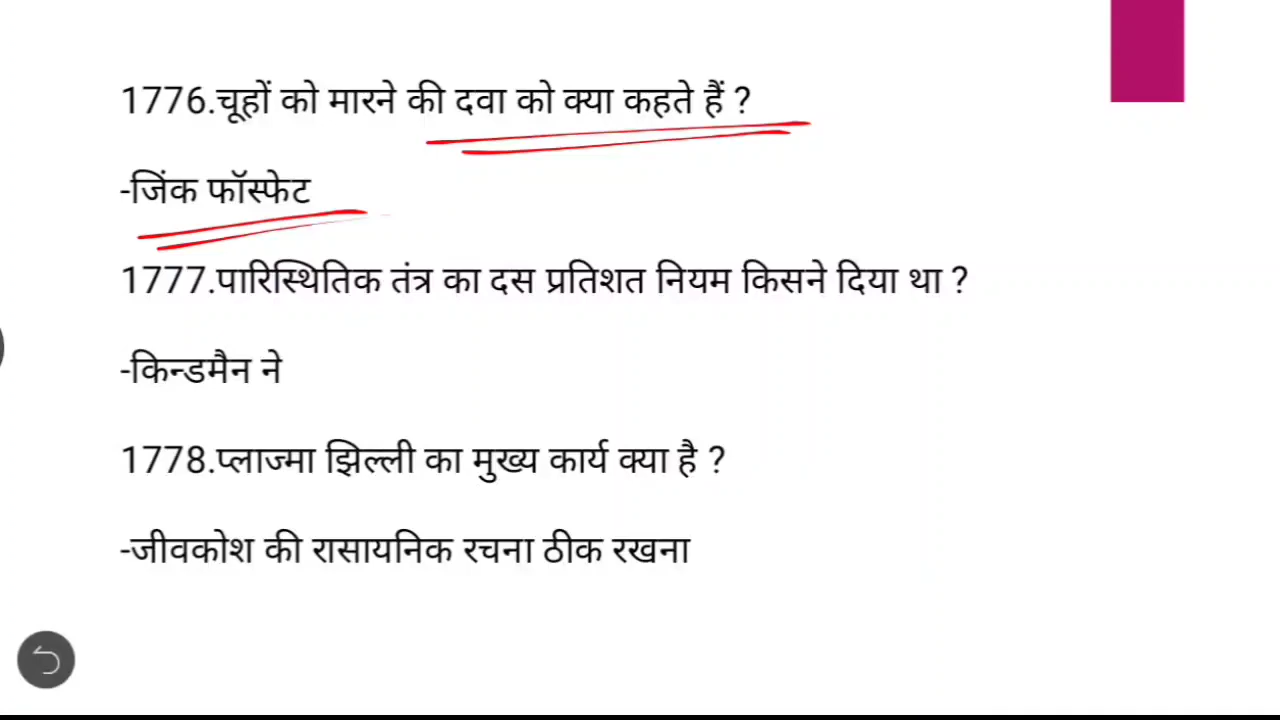 1776.चूहों को मारने की दवा को क्या कहते हैं ?
-जिंक फॉस्फेट
1777.पारिस्थितिक तंत्र का दस प्रतिशत नियम किसने दिया था ?
-किन्डमैन ने
1778.प्लाज्मा झिल्ली का मुख्य कार्य क्या है ?
-जीवकोश की रासायनिक रचना ठीक रखना